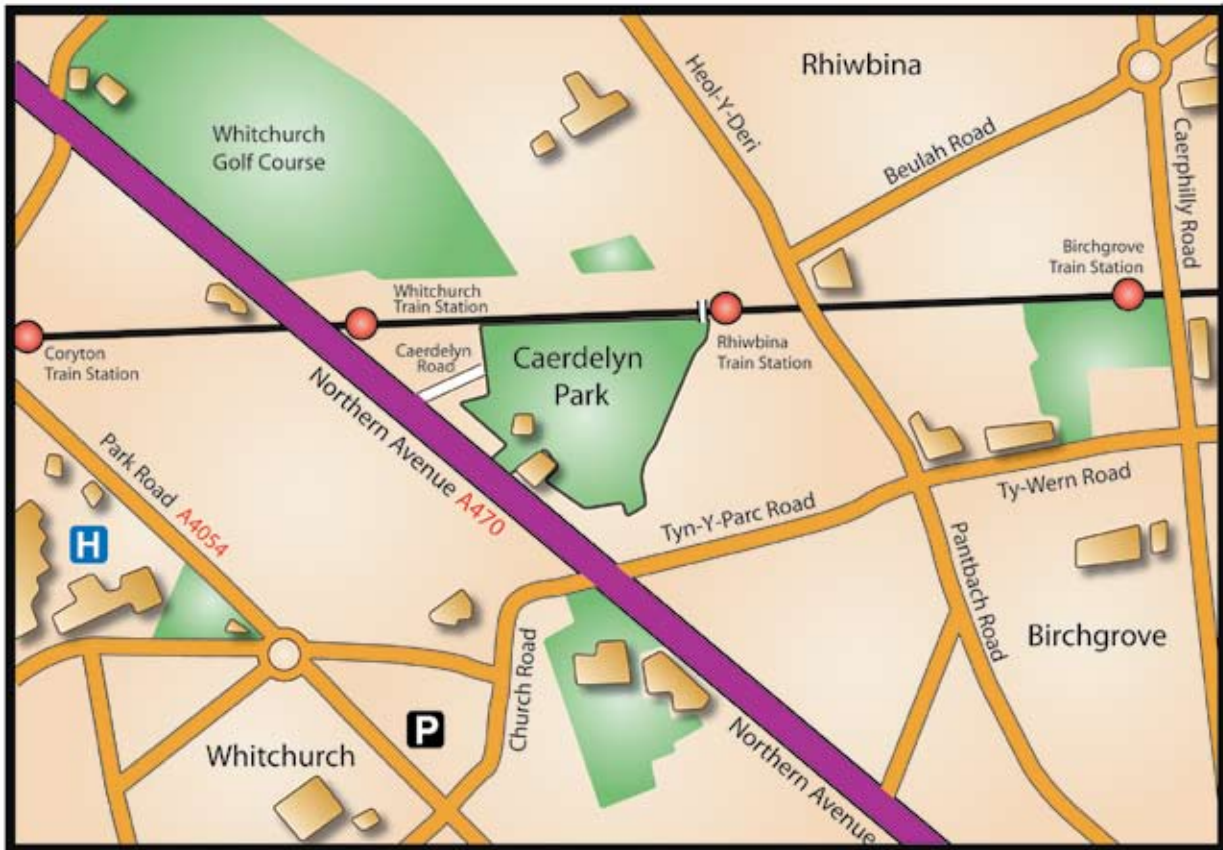 Rhiwbina
Heol-Y-Deri
Whitchurch
Golf Course
Beulah Road
Caerphilly Road
Birchgrove
Train Station
Whitchurch
Train Station
Coryton
Train Station
Caerdelyn
Road
Caerdelyn
Park
Rhiwbina
Train Station
Northern Avenue A470
Park Road A4054
H
Tyn-Y-Parc Road
Ty-Wern Road
Pantbach Road
Birchgrove
Church Road
P
Whitchurch
Northern Avenue